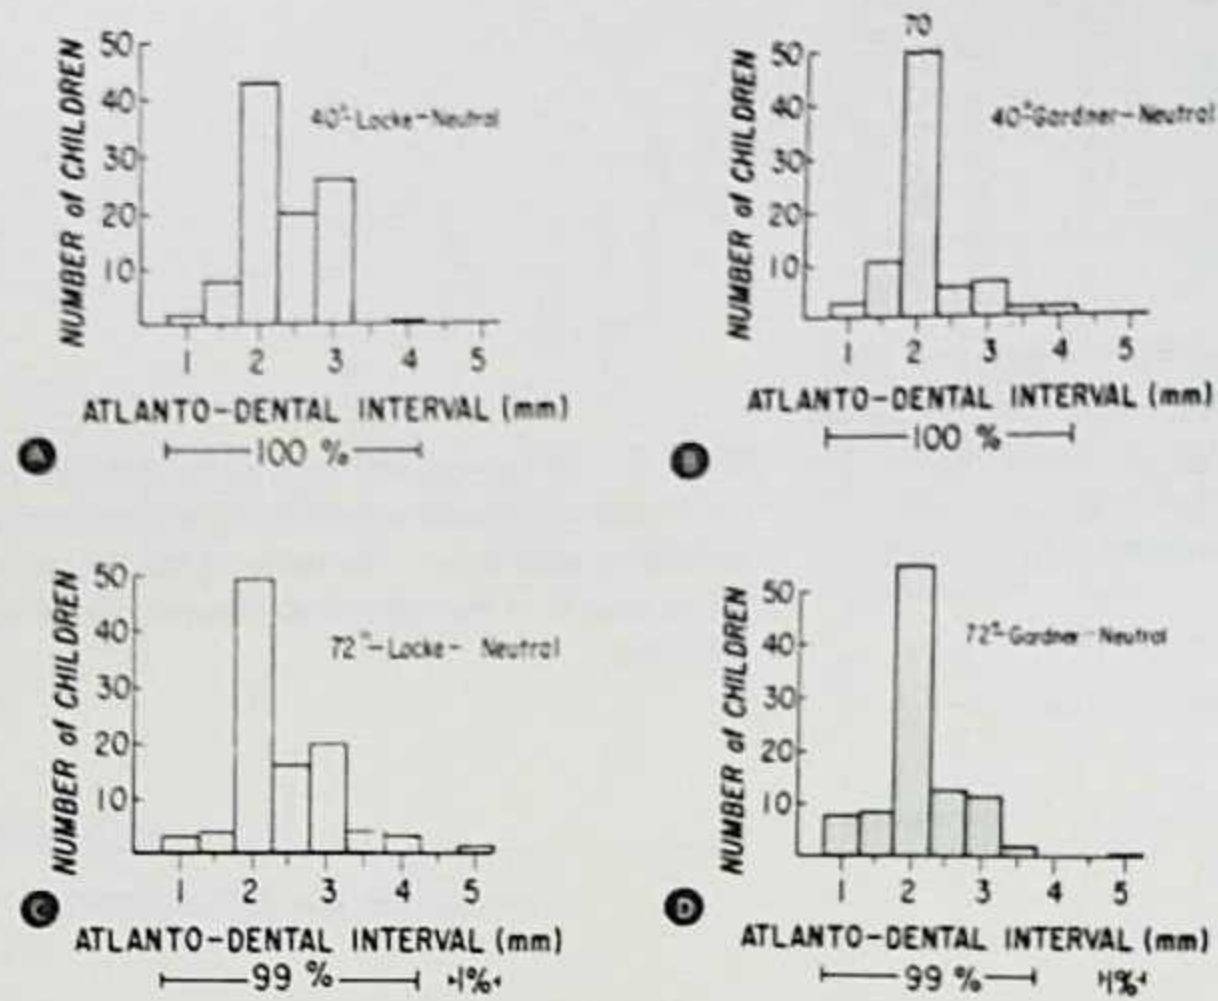 NUMBER of CHILDREN
50
40
30
20
10
40"-Locke-Neutral
1 2 3 4 5
ATLANTO-DENTAL INTERVAL (mm)
100 %
A
70
NUMBER of CHILDREN
50
40
30
20
10
40"-Gardner-Neutral
1 2 3 4 5
ATLANTO-DENTAL INTERVAL (mm)
100 %
B
NUMBER of CHILDREN
50
40
30
20
10
72"-Locke- Neutral
1 2 3 4 5
ATLANTO-DENTAL INTERVAL (mm)
99 % 1%
C
NUMBER of CHILDREN
50
40
30
20
10
72"-Gardner-Neutral
1 2 3 4 5
ATLANTO-DENTAL INTERVAL (mm)
99 % 1%
D